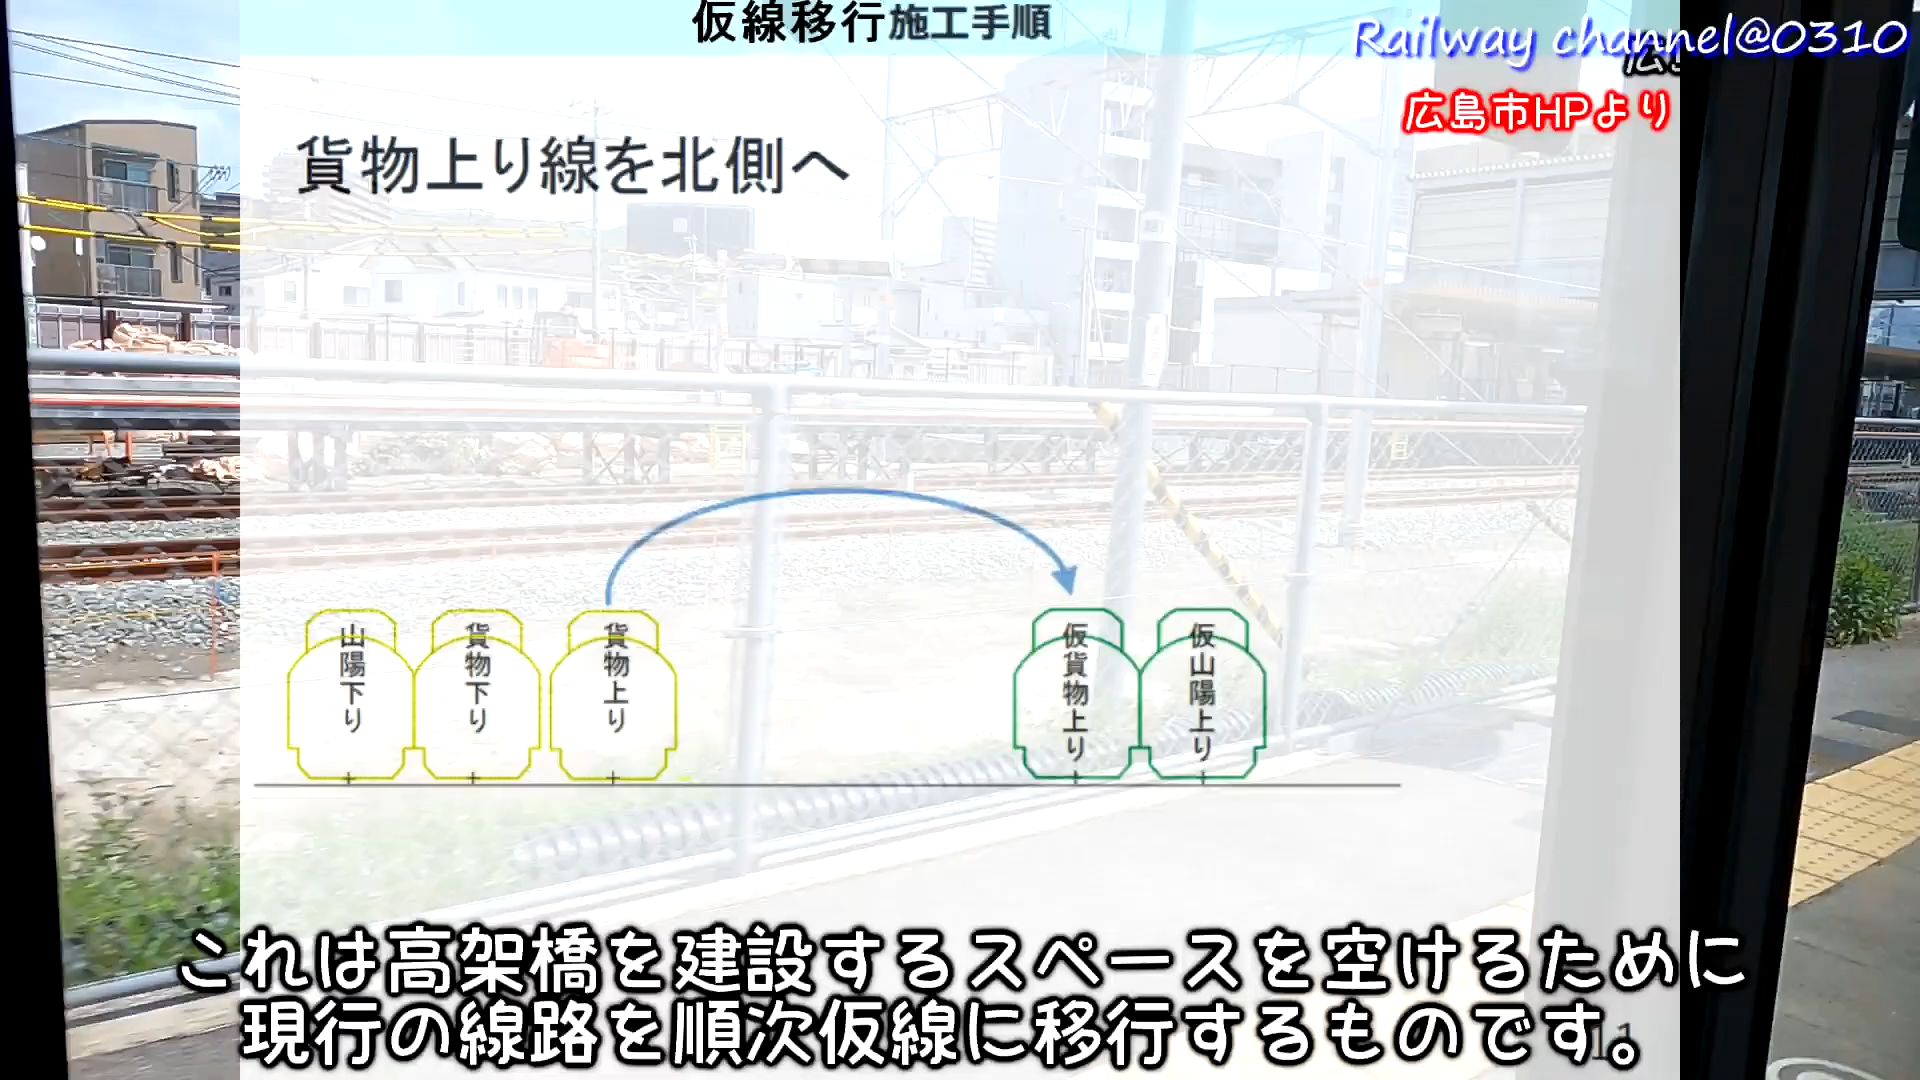 仮線移行施工手順
Railway channel@0310
広島市HPより
貨物上り線を北側へ
山陽下り
貨物下り
貨物上り
仮貨物上り
仮山陽上り
これは高架橋を建設するスペースを空けるために
現行の線路を順次仮線に移行するものです。